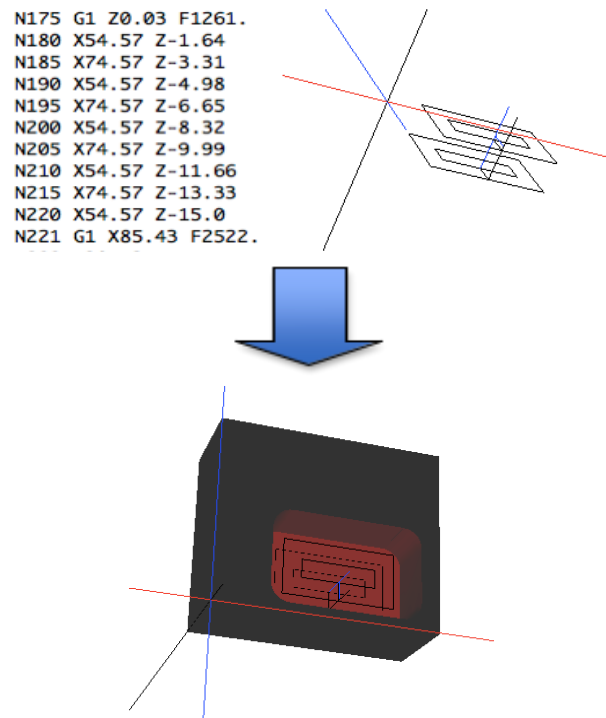 N175 G1 Z0.03 F1261.
N180 X54.57 Z-1.64
N185 X74.57 Z-3.31
N190 X54.57 Z-4.98
N195 X74.57 Z-6.65
N200 X54.57 Z-8.32
N205 X74.57 Z-9.99
N210 X54.57 Z-11.66
N215 X74.57 Z-13.33
N220 X54.57 Z-15.0
N221 G1 X85.43 F2522.